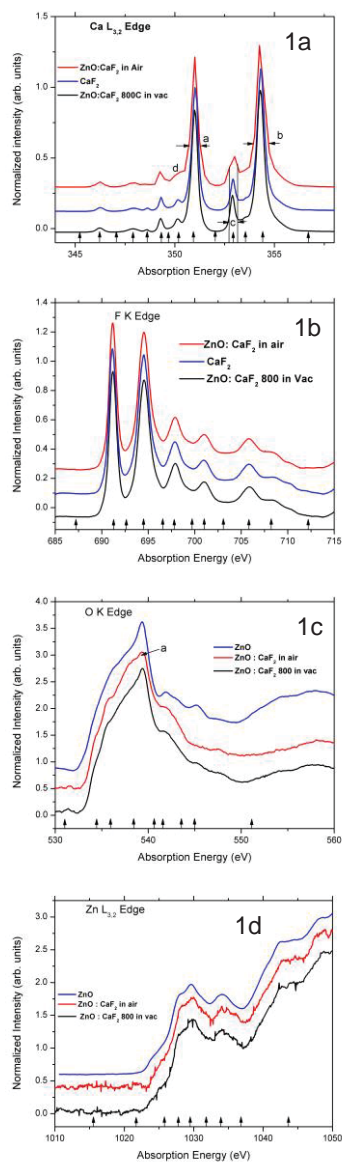 Ca L3,2 Edge
1a
ZnO:CaF2 in Air
CaF2
ZnO:CaF2 800C in vac
a
b
c
d
1.5
1.0
0.5
0.0
345
350
355
Absorption Energy (eV)
Normalized intensity (arb. units)
F K Edge
1b
ZnO: CaF2 in air
CaF2
ZnO: CaF2 800 in Vac
1.4
1.2
1.0
0.8
0.6
0.4
0.2
0.0
685
690
695
700
705
710
715
Absorption Energy (eV)
Normalized Intensity (arb. units)
O K Edge
1c
a
ZnO
ZnO : CaF2 in air
ZnO : CaF2 800 in vac
4.0
3.5
3.0
2.5
2.0
1.5
1.0
0.5
0.0
530
540
550
560
Absorption Energy (eV)
Normalized Intensity (arb. units)
Zn L3,2 Edge
1d
ZnO
ZnO : CaF2 in air
ZnO : CaF2 800 in vac
3.0
2.5
2.0
1.5
1.0
0.5
0.0
1010
1020
1030
1040
1050
Absorption Energy (eV)
Normalized Intensity (arb. units)